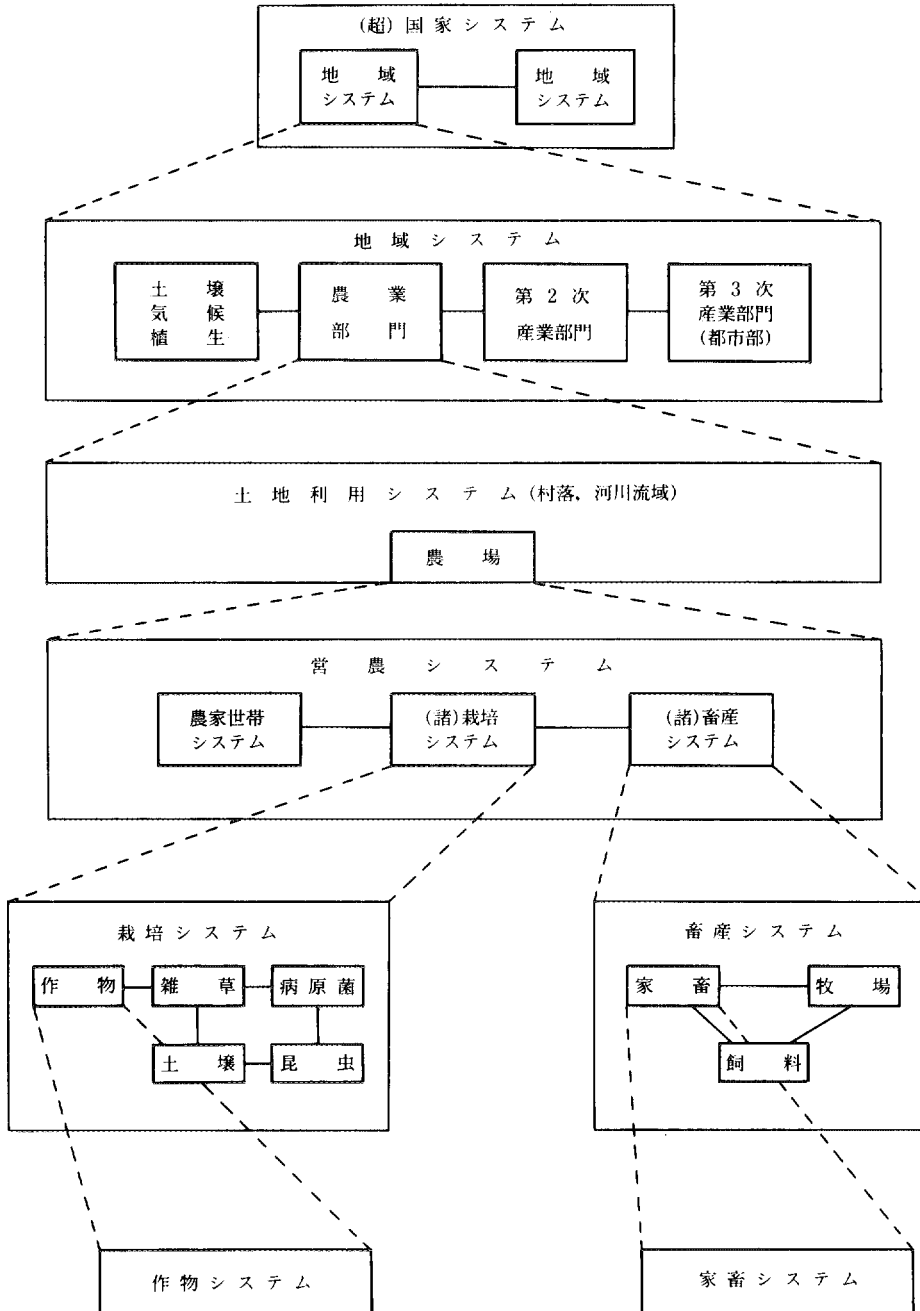 (超)国家システム
地域 地域
システム システム
地域システム
土壌 農業 第2次 第3次
気候 部門 産業部門 産業部門
植生 (都市部)
土地利用システム(村落、河川流域)
農場
営農システム
農家世帯 (諸)栽培 (諸)畜産
システム システム システム
栽培システム 畜産システム
作物 雑草 病原菌 家畜 牧場
土壌 昆虫 飼料
作物システム 家畜システム